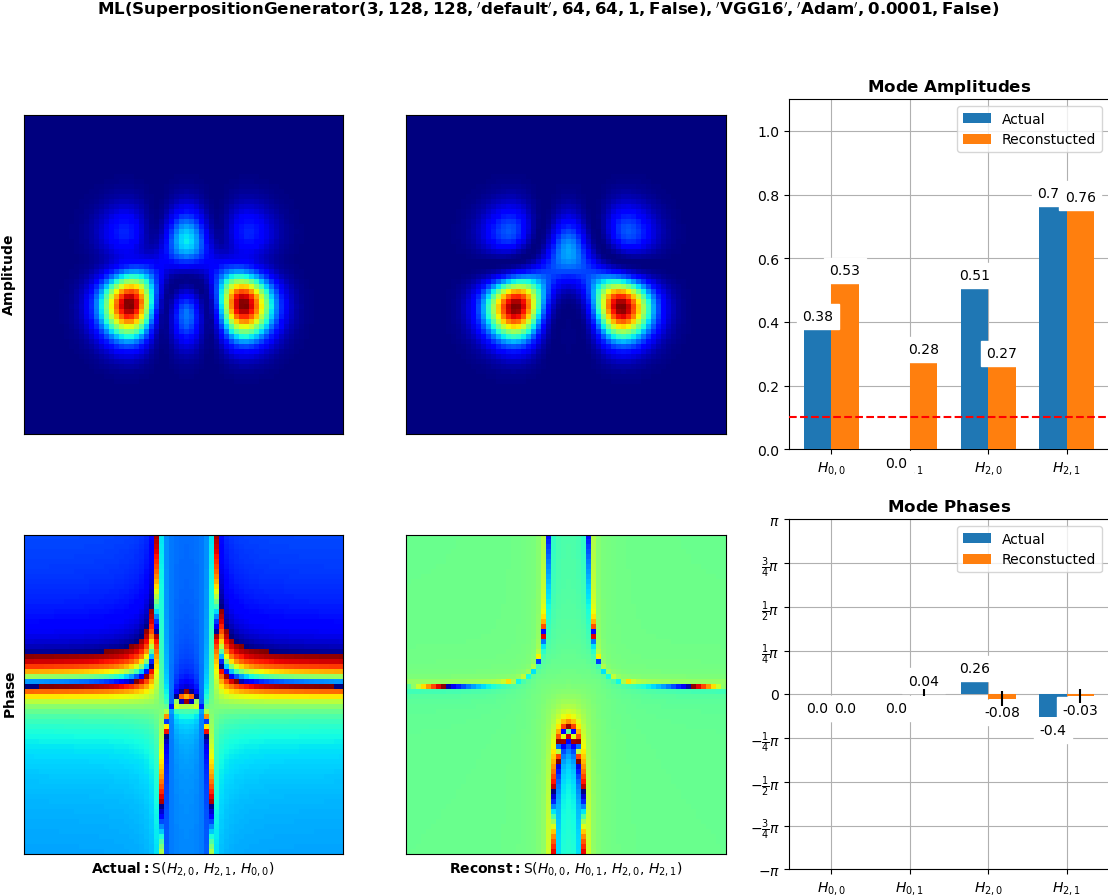 ML(SuperpositionGenerator(3, 128, 128, ′default′, 64, 64, 1, False), ′VGG16′, ′Adam′, 0.0001, False)
Mode Amplitudes
Actual
Reconstucted
1.0
0.8
0.6
0.4
0.2
0.0
0.38
0.53
0.0
0.28
0.51
0.27
0.7
0.76
H0,0
1
H2,0
H2,1
Amplitude
Mode Phases
Actual
Reconstucted
π
3/4π
1/2π
1/4π
0
−1/4π
−1/2π
−3/4π
−π
0.0
0.0
0.0
0.04
0.26
-0.08
-0.4
-0.03
H0,0
H0,1
H2,0
H2,1
Phase
Actual: S(H2,0, H2,1, H0,0)
Reconst: S(H0,0, H0,1, H2,0, H2,1)